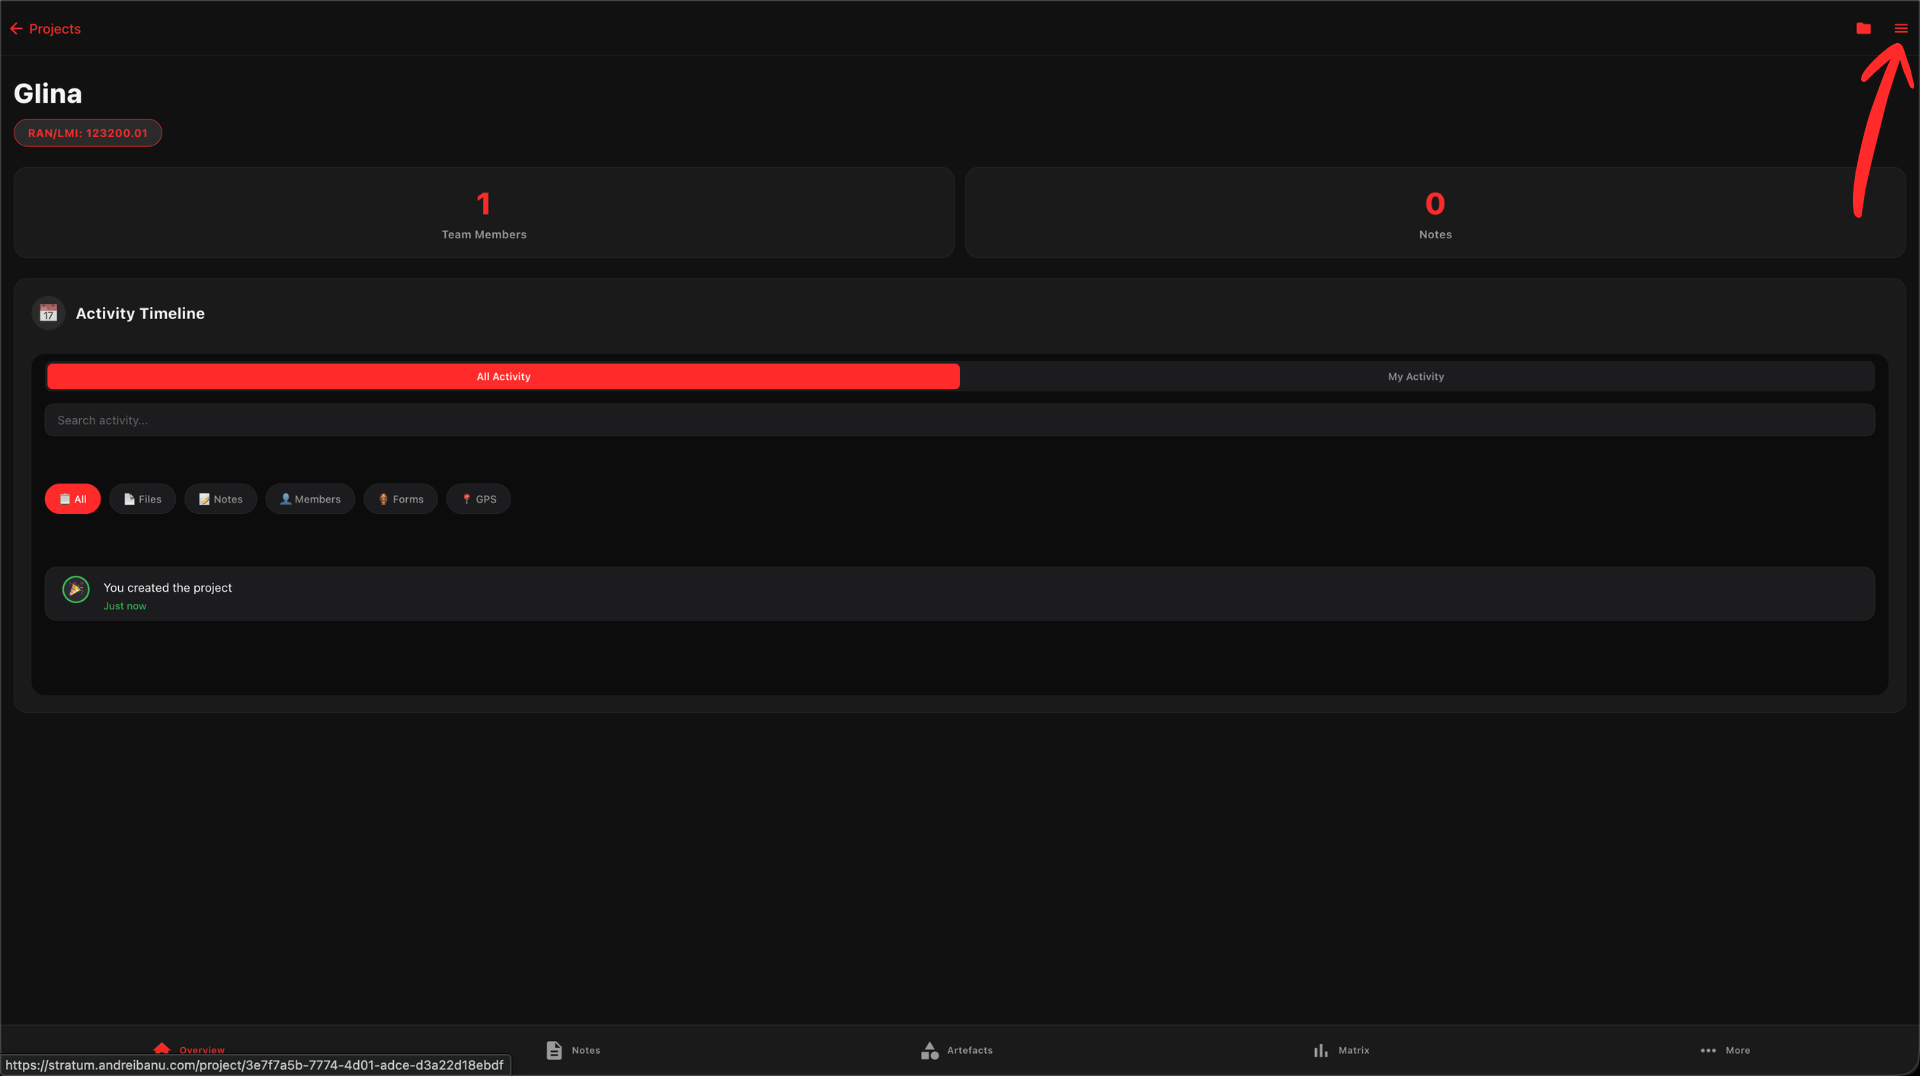 Projects
Glina
RAN/LMI: 123200.01
1
Team Members
0
Notes
17
Activity Timeline
All Activity
My Activity
Search activity...
All
Files
Notes
Members
Forms
GPS
You created the project
Just now
Overview
Notes
Artefacts
Matrix
More
https://stratum.andreibanu.com/project/3e7f7a5b-7774-4d01-adce-d3a22d18ebdf